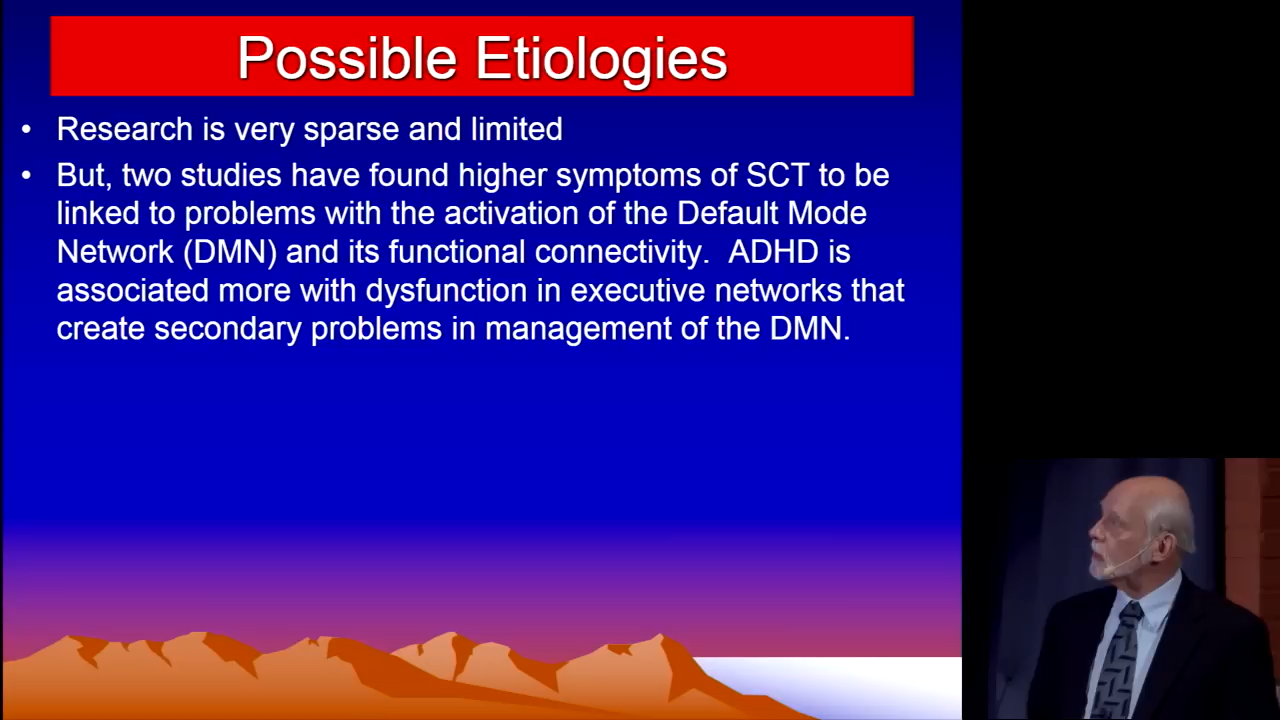 Possible Etiologies
• Research is very sparse and limited
• But, two studies have found higher symptoms of SCT to be
linked to problems with the activation of the Default Mode
Network (DMN) and its functional connectivity.  ADHD is
associated more with dysfunction in executive networks that
create secondary problems in management of the DMN.